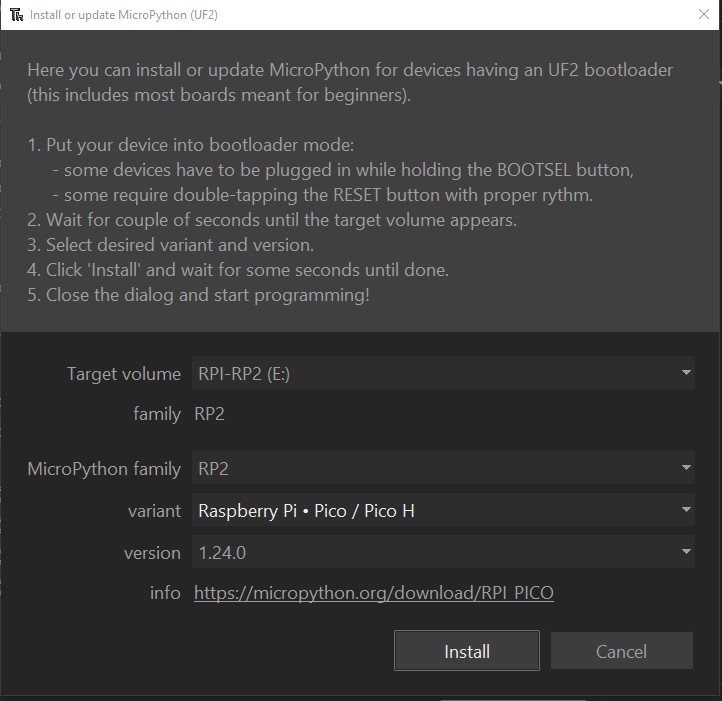 Install or update MicroPython (UF2)
Here you can install or update MicroPython for devices having an UF2 bootloader
(this includes most boards meant for beginners).
1. Put your device into bootloader mode:
- some devices have to be plugged in while holding the BOOTSEL button,
- some require double-tapping the RESET button with proper rythm.
2. Wait for couple of seconds until the target volume appears.
3. Select desired variant and version.
4. Click 'Install' and wait for some seconds until done.
5. Close the dialog and start programming!
Target volume RPI-RP2 (E:)
family RP2
MicroPython family RP2
variant Raspberry Pi • Pico / Pico H
version 1.24.0
info https://micropython.org/download/RPI_PICO
Install Cancel